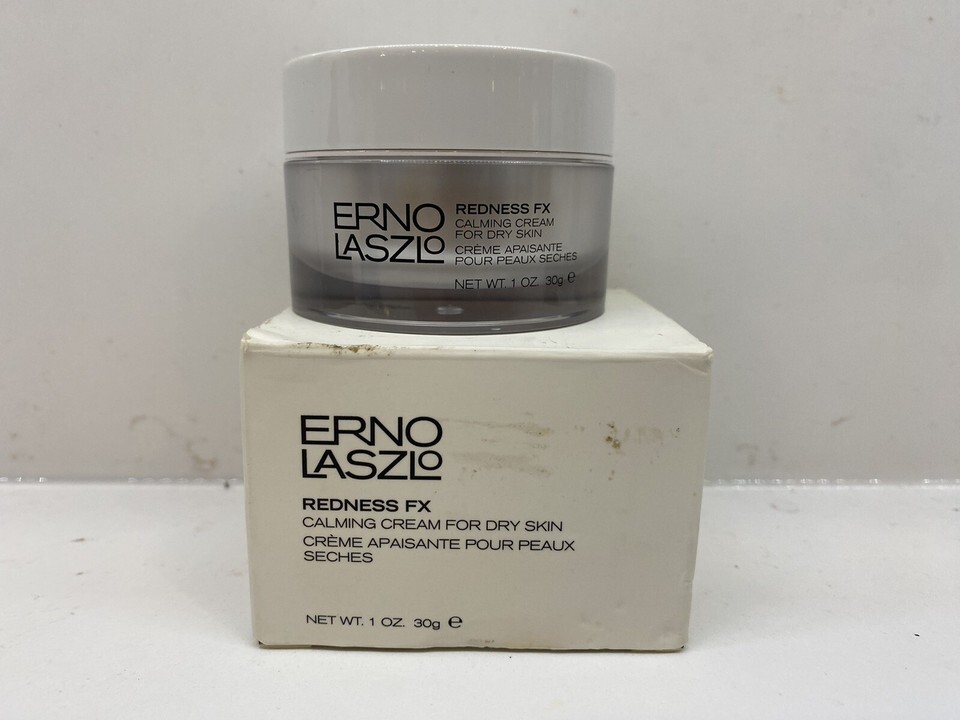 ERNO
LASZLO
REDNESS FX
CALMING CREAM
FOR DRY SKIN
CRÈME APAISANTE
POUR PEAUX SECHES
NET WT. 1 OZ. 30g ℮
ERNO
LASZLO
REDNESS FX
CALMING CREAM FOR DRY SKIN
CRÈME APAISANTE POUR PEAUX
SECHES
NET WT. 1 OZ. 30g ℮